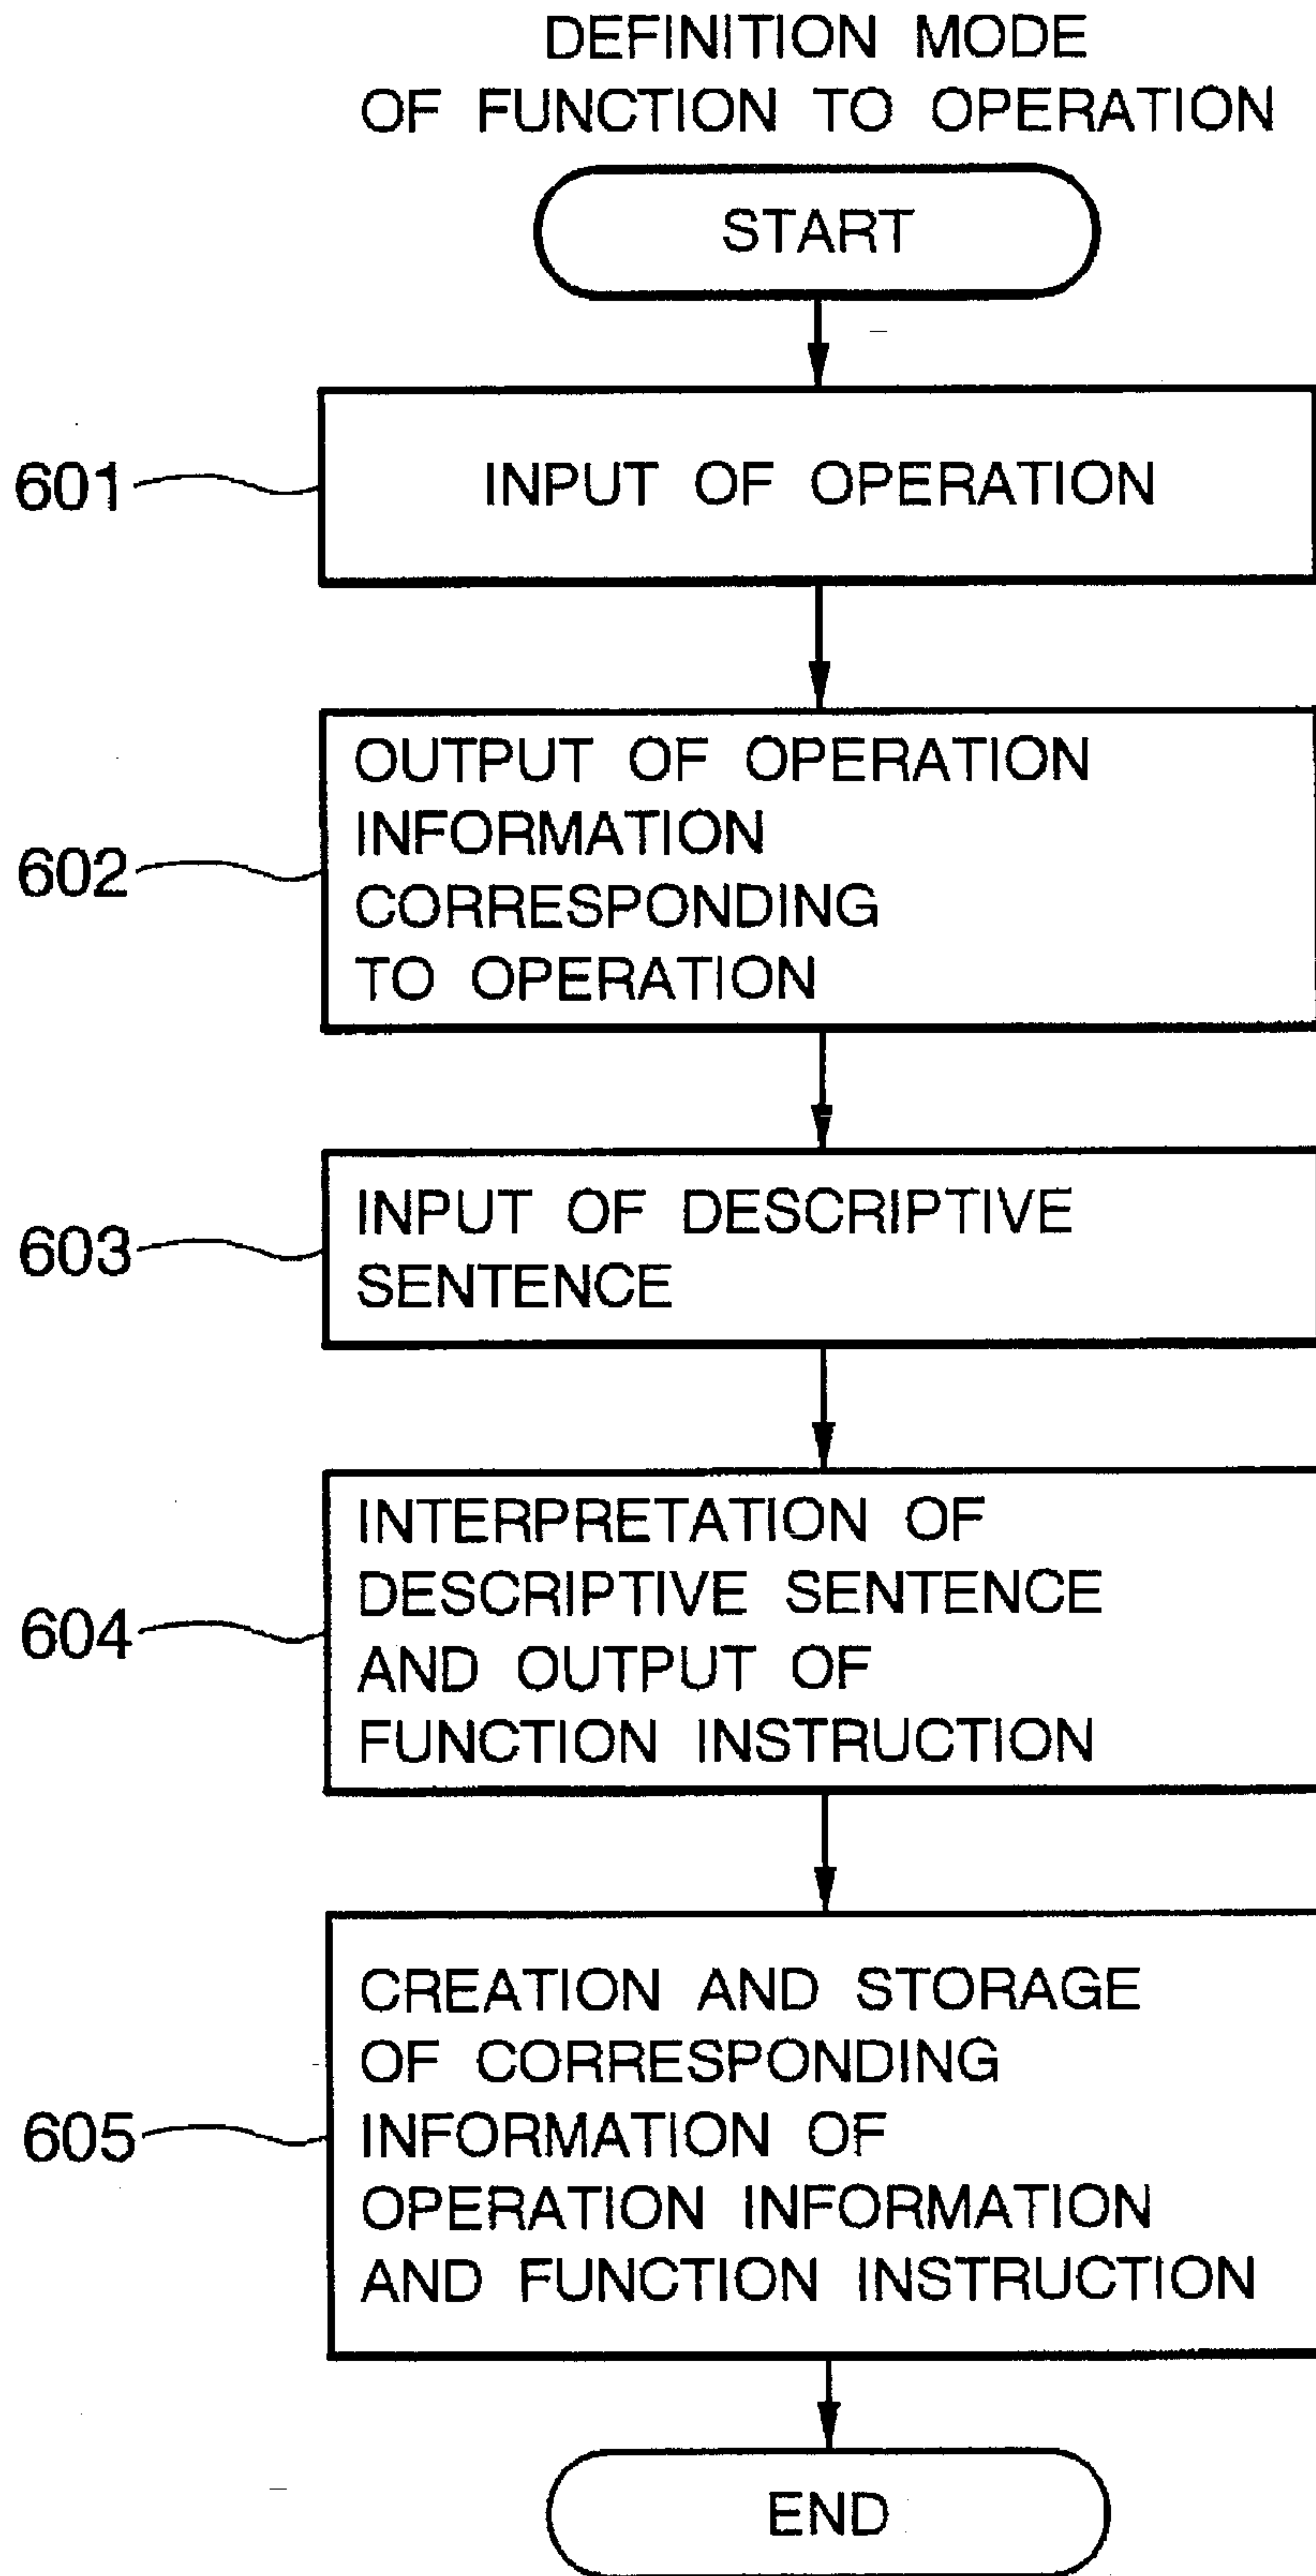 DEFINITION MODE
OF FUNCTION TO OPERATION
START
601
INPUT OF OPERATION
602
OUTPUT OF OPERATION
INFORMATION
CORRESPONDING
TO OPERATION
603
INPUT OF DESCRIPTIVE
SENTENCE
604
INTERPRETATION OF
DESCRIPTIVE SENTENCE
AND OUTPUT OF
FUNCTION INSTRUCTION
605
CREATION AND STORAGE
OF CORRESPONDING
INFORMATION OF
OPERATION INFORMATION
AND FUNCTION INSTRUCTION
END